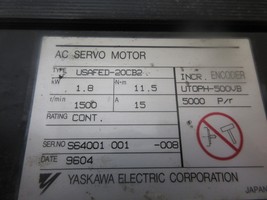 AC SERVO MOTOR
TYPE USAFED-20CB2 INCR. ENCODER
kW 1.8 N•m 11.5 UTOPH-500VB
r/min 1500 A 15 5000 P/r
RATING CONT.
SER.NO S64001 001 -008
DATE 9604
YASKAWA ELECTRIC CORPORATION
JAPAN